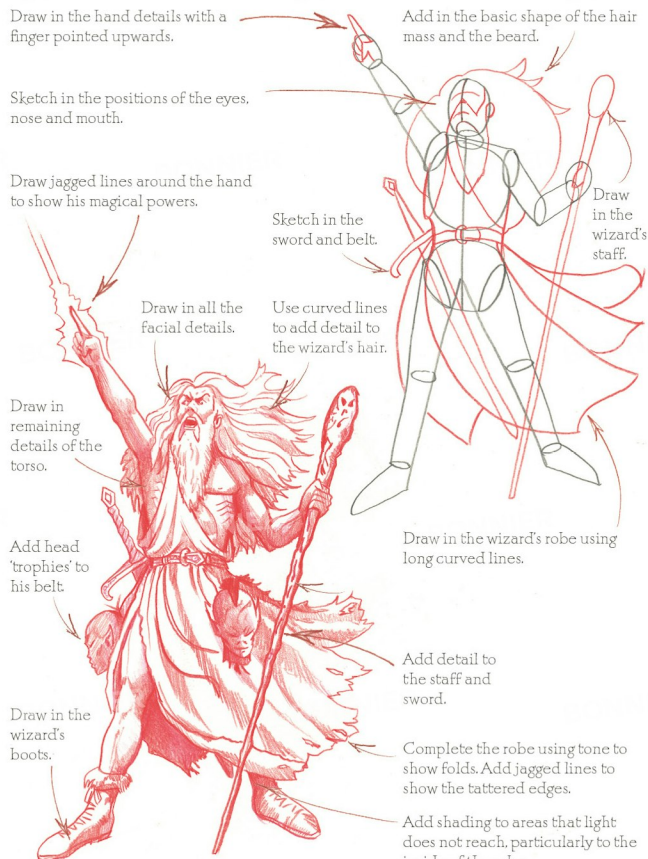 Draw in the hand details with a
finger pointed upwards.
Add in the basic shape of the hair
mass and the beard.
Sketch in the positions of the eyes,
nose and mouth.
Draw jagged lines around the hand
to show his magical powers.
Sketch in the
sword and belt.
Draw
in the
wizard's
staff.
Draw in all the
facial details.
Use curved lines
to add detail to
the wizard's hair.
Draw in
remaining
details of the
torso.
Draw in the wizard's robe using
long curved lines.
Add head
'trophies' to
his belt.
Add detail to
the staff and
sword.
Draw in the
wizard's
boots.
Complete the robe using tone to
show folds. Add jagged lines to
show the tattered edges.
Add shading to areas that light
does not reach, particularly to the